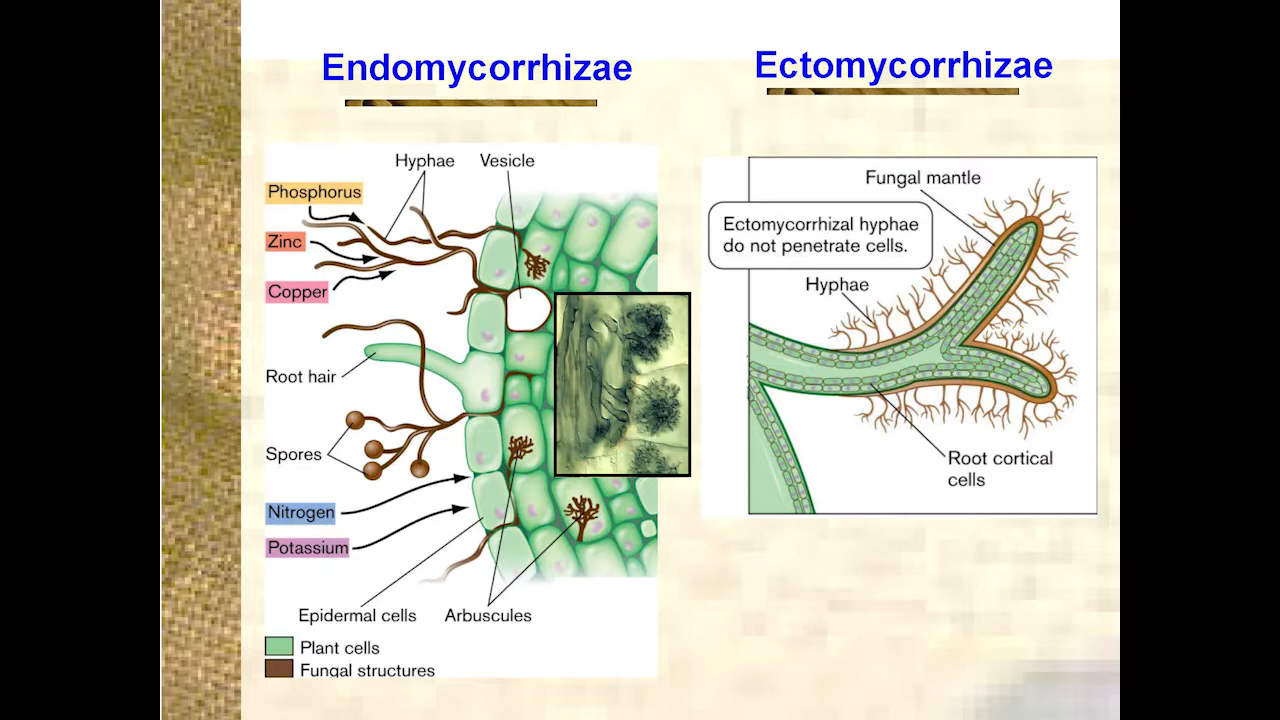 Endomycorrhizae
Ectomycorrhizae
Hyphae
Vesicle
Phosphorus
Zinc
Copper
Root hair
Spores
Nitrogen
Potassium
Epidermal cells
Arbuscules
Plant cells
Fungal structures
Fungal mantle
Ectomycorrhizal hyphae
do not penetrate cells.
Hyphae
Root cortical
cells